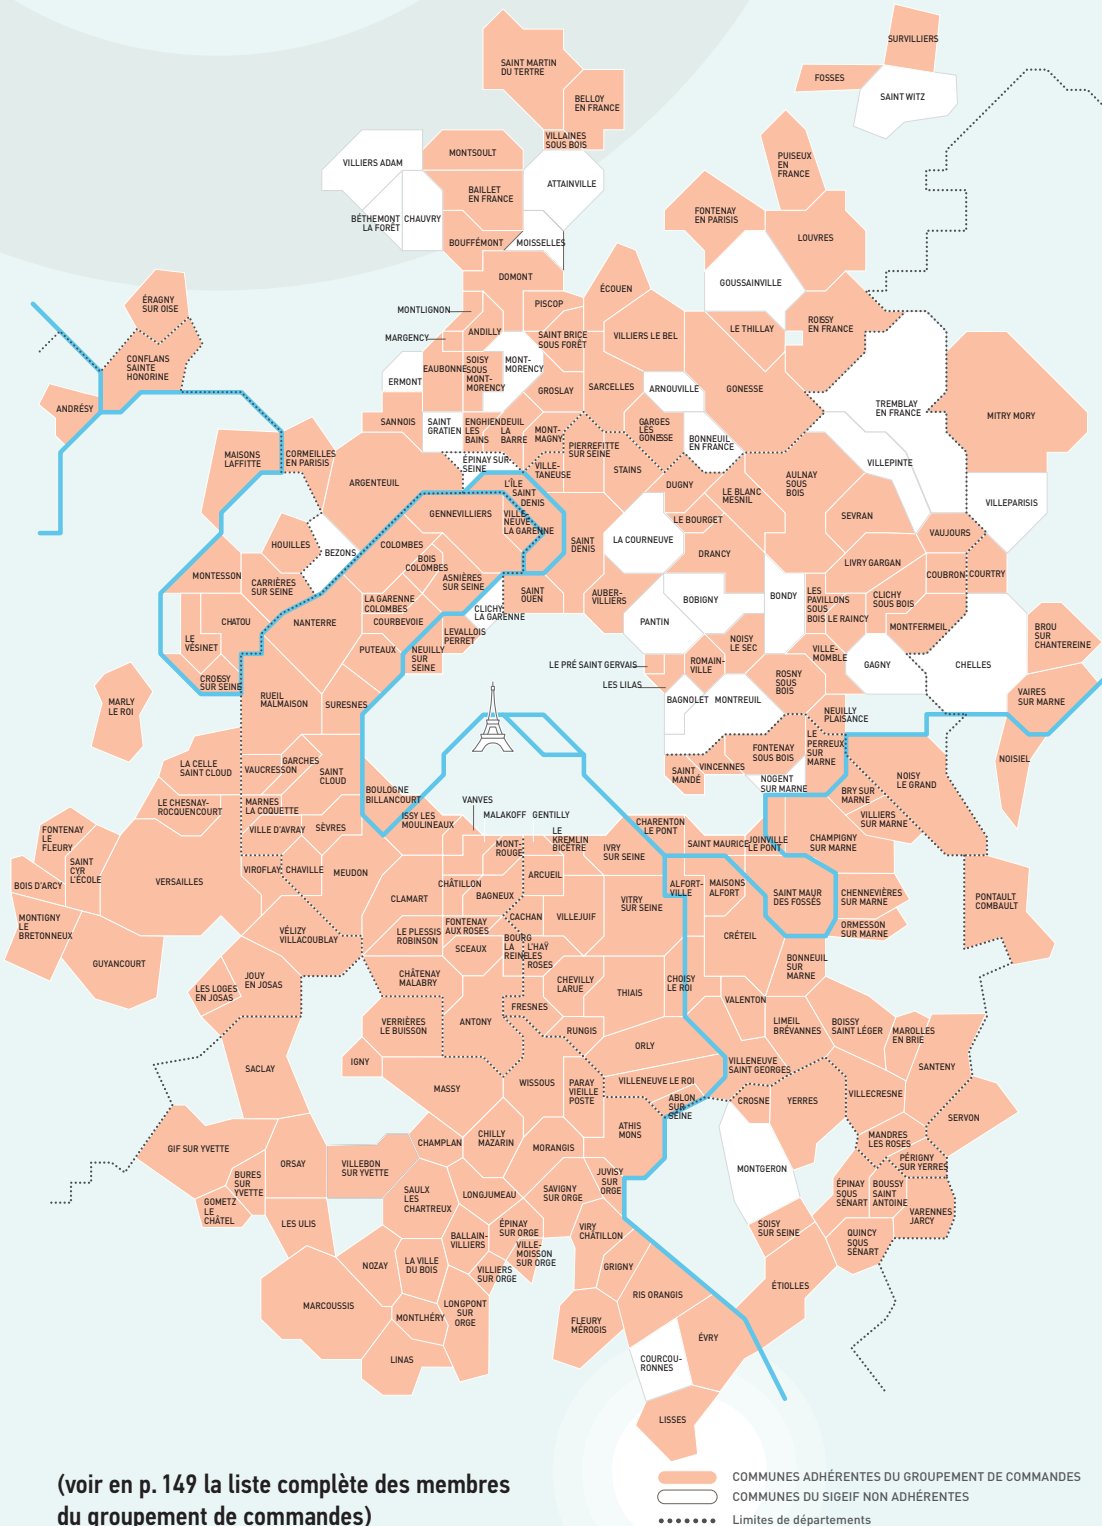 SURVILLIERS
FOSSES
SAINT WITZ
SAINT MARTIN
DU TERTRE
BELLOY
EN FRANCE
VILLAINES
SOUS BOIS
MONTSOULT
VILLIERS ADAM
ATTAINVILLE
BAILLET
EN FRANCE
BÉTHEMONT
LA FORÊT
CHAUVRY
BOUFFÉMONT
MOISSELLES
PUISEUX
EN
FRANCE
FONTENAY
EN PARISIS
LOUVRES
DOMONT
GOUSSAINVILLE
ÉCOUEN
ÉRAGNY
SUR OISE
MONTLIGNON
PISCOP
ANDILLY
MARGENCY
SAINT BRICE
SOUS FORÊT
VILLIERS LE BEL
LE THILLAY
ROISSY
EN FRANCE
CONFLANS
SAINTE
HONORINE
EAUBONNE
SOISY
SOUS
MONT-
MORENCY
MONT-
MORENCY
ERMONT
GROSLAY
SARCELLES
ARNOUVILLE
GONESSE
TREMBLAY
EN FRANCE
MITRY MORY
ANDRÉSY
SANNOIS
SAINT
GRATIEN
ENGHIEN
LES
BAINS
DEUIL
LA
BARRE
MONT-
MAGNY
GARGES
LÈS
GONESSE
BONNEUIL
EN FRANCE
PIERREFITTE
SUR SEINE
MAISONS
LAFFITTE
CORMEILLES
EN PARISIS
ÉPINAY SUR
SEINE
VILLE-
TANEUSE
STAINS
VILLEPINTE
ARGENTEUIL
L'ÎLE
SAINT
DENIS
DUGNY
AULNAY
SOUS
BOIS
LE BLANC
MESNIL
VILLEPARISIS
GENNEVILLIERS
VILLE-
NEUVE
LA GARENNE
LE BOURGET
SEVRAN
HOUILLES
BEZONS
COLOMBES
SAINT
DENIS
LA COURNEUVE
DRANCY
VAUJOURS
BOIS
COLOMBES
LIVRY GARGAN
MONTESSON
CARRIÈRES
SUR SEINE
ASNIÈRES
SUR SEINE
COUBRON
COURTRY
SAINT
OUEN
AUBER-
VILLIERS
BOBIGNY
BONDY
LES
PAVILLONS
SOUS
BOIS
CLICHY
SOUS BOIS
LA GARENNE
COLOMBES
CLICHY
LA GARENNE
LE RAINCY
CHATOU
NANTERRE
COURBEVOIE
PANTIN
MONTFERMEIL
BROU
SUR
CHANTEREINE
LE
VÉSINET
LEVALLOIS
PERRET
NOISY
LE SEC
PUTEAUX
NEUILLY
SUR
SEINE
VILLE-
MOMBLE
GAGNY
CHELLES
LE PRÉ SAINT GERVAIS
ROMAIN-
VILLE
CROISSY
SUR SEINE
LES LILAS
ROSNY
SOUS
BOIS
MARLY
LE ROI
RUEIL
MALMAISON
SURESNES
BAGNOLET
MONTREUIL
VAIRES
SUR MARNE
NEUILLY
PLAISANCE
LE
PERREUX
SUR
MARNE
FONTENAY
SOUS BOIS
LA CELLE
SAINT CLOUD
GARCHES
VAUCRESSON
SAINT
CLOUD
SAINT
MANDÉ
VINCENNES
NOISIEL
NOISY
LE GRAND
NOGENT
SUR MARNE
BRY SUR
MARNE
BOULOGNE
BILLANCOURT
LE CHESNAY-
ROCQUENCOURT
MARNES
LA COQUETTE
VANVES
MALAKOFF
GENTILLY
ISSY LES
MOULINEAUX
VILLIERS
SUR MARNE
FONTENAY
LE
FLEURY
VILLE D'AVRAY
SÈVRES
LE
KREMLIN
BICÊTRE
CHARENTON
LE PONT
SAINT MAURICE
JOINVILLE
LE PONT
CHAMPIGNY
SUR MARNE
MONT-
ROUGE
IVRY
SUR SEINE
SAINT
CYR
L'ÉCOLE
VIROFLAY
CHAVILLE
MEUDON
BOIS D'ARCY
VERSAILLES
CHÂTILLON
ARCUEIL
ALFORT-
VILLE
MAISONS
ALFORT
SAINT MAUR
DES FOSSÉS
CHENNEVIÈRES
SUR MARNE
PONTAULT
COMBAULT
CLAMART
BAGNEUX
VITRY
SUR SEINE
MONTIGNY
LE
BRETONNEUX
CACHAN
VILLEJUIF
FONTENAY
AUX ROSES
VÉLIZY
VILLACOUBLAY
LE PLESSIS
ROBINSON
ORMESSON
SUR MARNE
CRÉTEIL
SCEAUX
BOURG
LA
REINE
L'HAŸ
LES
ROSES
GUYANCOURT
BONNEUIL
SUR
MARNE
JOUY
EN JOSAS
CHÂTENAY
MALABRY
CHEVILLY
LARUE
CHOISY
LE ROI
LES LOGES
EN JOSAS
THIAIS
VALENTON
FRESNES
VERRIÈRES
LE BUISSON
ANTONY
RUNGIS
LIMEIL
BRÉVANNES
BOISSY
SAINT LÉGER
MAROLLES
EN BRIE
ORLY
IGNY
SACLAY
VILLENEUVE
SAINT GEORGES
SANTENY
MASSY
WISSOUS
PARAY
VIEILLE
POSTE
VILLENEUVE LE ROI
CROSNE
YERRES
VILLECRESNE
ABLON
SUR
SEINE
SERVON
ATHIS
MONS
CHAMPLAN
CHILLY
MAZARIN
MORANGIS
MANDRES
LES ROSES
GIF SUR YVETTE
ORSAY
VILLEBON
SUR YVETTE
MONTGERON
PÉRIGNY
SUR YERRES
BURES
SUR
YVETTE
JUVISY
SUR
ORGE
SAULX
LES
CHARTREUX
LONGJUMEAU
SAVIGNY
SUR ORGE
ÉPINAY
SOUS
SÉNART
BOUSSY
SAINT
ANTOINE
GOMETZ
LE
CHÂTEL
VARENNES
JARCY
LES ULIS
ÉPINAY
SUR ORGE
VIRY
CHÂTILLON
SOISY
SUR SEINE
QUINCY
SOUS
SÉNART
BALLAIN-
VILLIERS
VILLE-
MOISSON
SUR ORGE
NOZAY
LA VILLE
DU BOIS
VILLIERS
SUR ORGE
GRIGNY
ÉTIOLLES
RIS ORANGIS
MARCOUSSIS
MONTLHÉRY
LONGPONT
SUR
ORGE
FLEURY
MÉROGIS
ÉVRY
LINAS
COURCOU-
RONNES
LISSES
(voir en p. 149 la liste complète des membres
du groupement de commandes)
COMMUNES ADHÉRENTES DU GROUPEMENT DE COMMANDES
COMMUNES DU SIGEIF NON ADHÉRENTES
Limites de départements